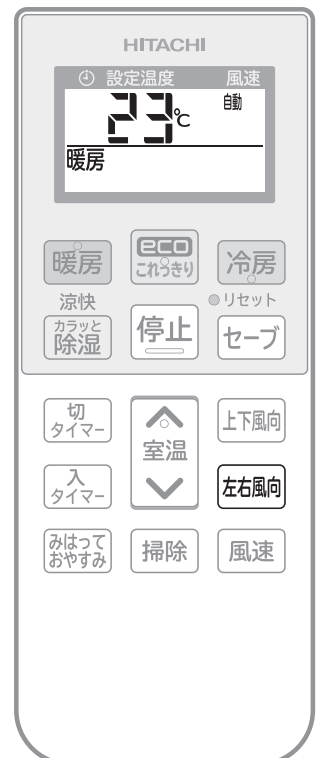 HITACHI
設定温度 風速
23℃ 自動
暖房
暖房 eco これっきり 冷房
涼快 リセット
カラッと除湿 停止 セーブ
切タイマー 室温 上下風向
入タイマー 左右風向
みはっておやすみ 掃除 風速